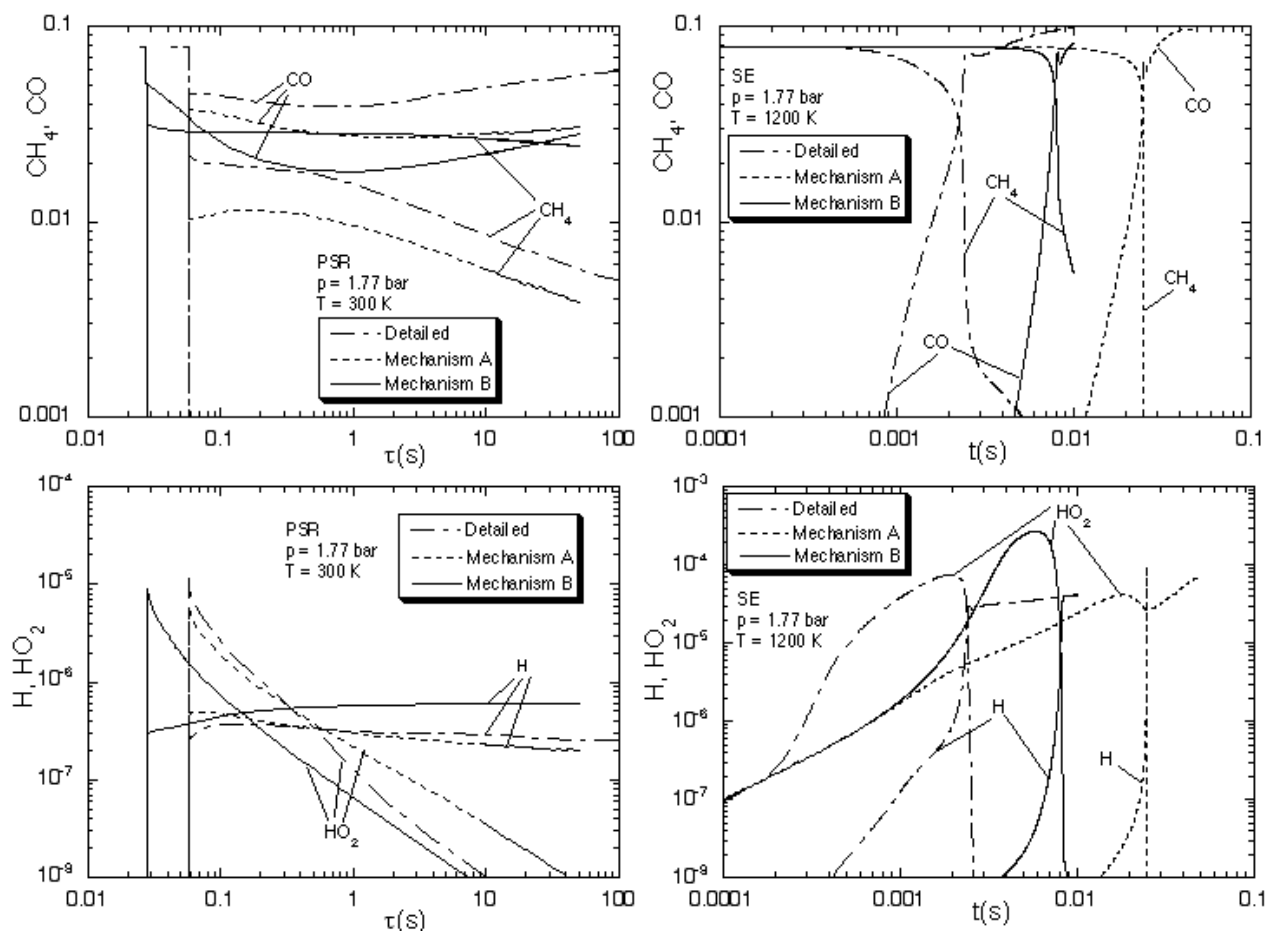 0.1
0.01
0.001
CH4, CO
CO
CH4
PSR
p = 1.77 bar
T = 300 K
Detailed
Mechanism A
Mechanism B
0.01 0.1 1 10 100
τ(s)
0.1
0.01
0.001
CH4, CO
SE
p = 1.77 bar
T = 1200 K
Detailed
Mechanism A
Mechanism B
CO
CH4
CH4
CO
0.0001 0.001 0.01 0.1
t(s)
10-4
10-5
10-6
10-7
10-8
10-9
H, HO2
PSR
p = 1.77 bar
T = 300 K
Detailed
Mechanism A
Mechanism B
H
HO2
0.01 0.1 1 10 100
τ(s)
10-3
10-4
10-5
10-6
10-7
10-8
10-9
H, HO2
Detailed
Mechanism A
Mechanism B
HO2
SE
p = 1.77 bar
T = 1200 K
H
H
0.0001 0.001 0.01 0.1
t(s)